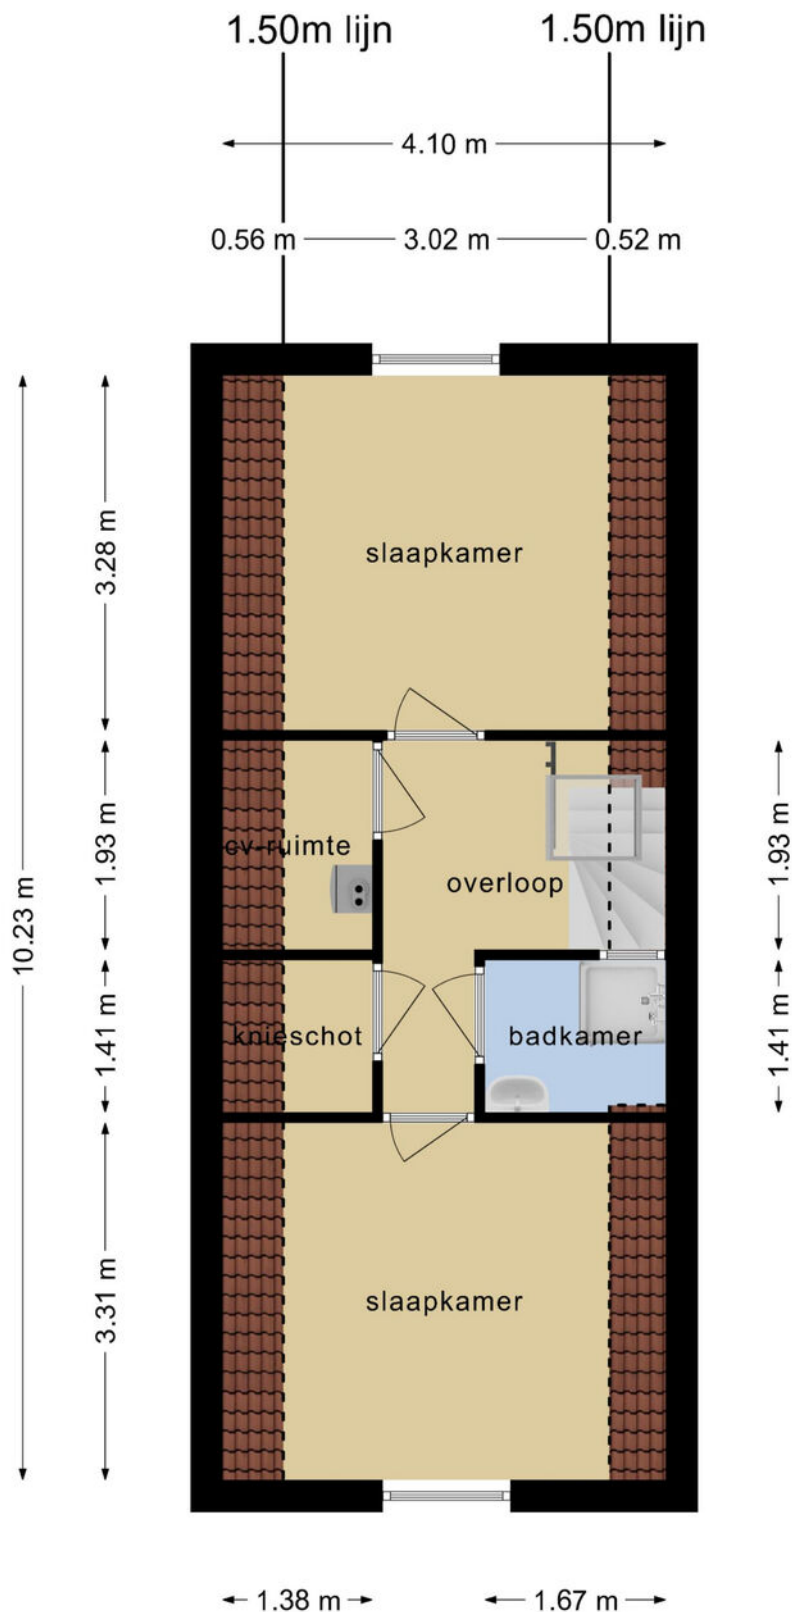 1.50m lijn 1.50m lijn
4.10 m
0.56 m 3.02 m 0.52 m
slaapkamer
3.28 m
cv-ruimte
1.93 m
1.93 m
overloop
10.23 m
knieschot
badkamer
1.41 m
1.41 m
slaapkamer
3.31 m
1.38 m 1.67 m